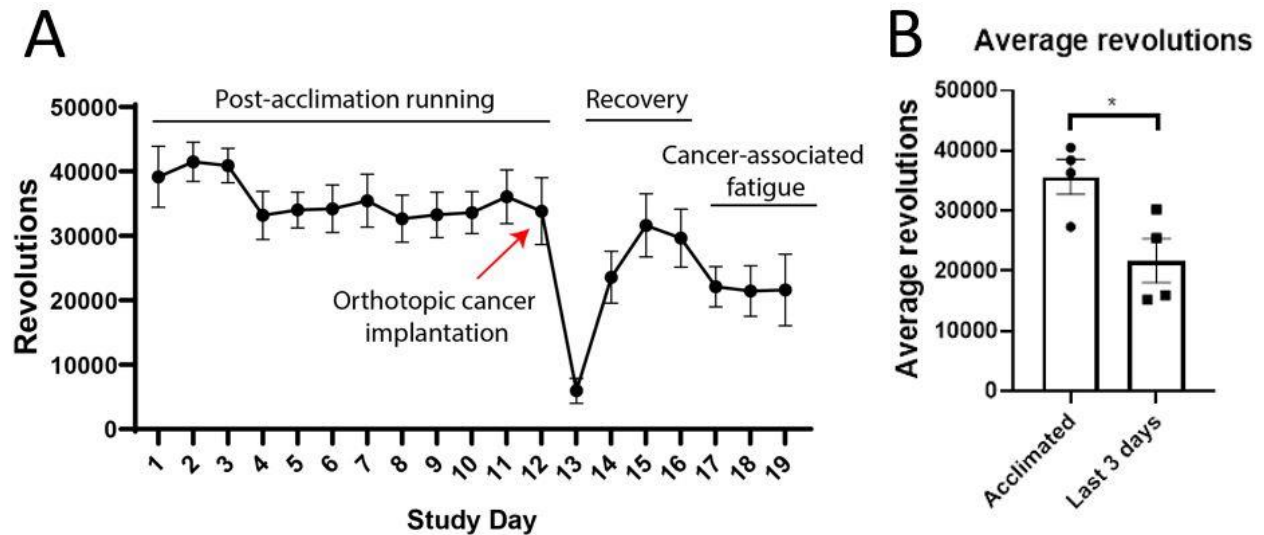 A
Post-acclimation running
Recovery
Cancer-associated
fatigue
Orthotopic cancer
implantation
Revolutions
50000
40000
30000
20000
10000
0
1 2 3 4 5 6 7 8 9 10 11 12 13 14 15 16 17 18 19
Study Day
B
Average revolutions
*
Average revolutions
50000
40000
30000
20000
10000
0
Acclimated
Last 3 days